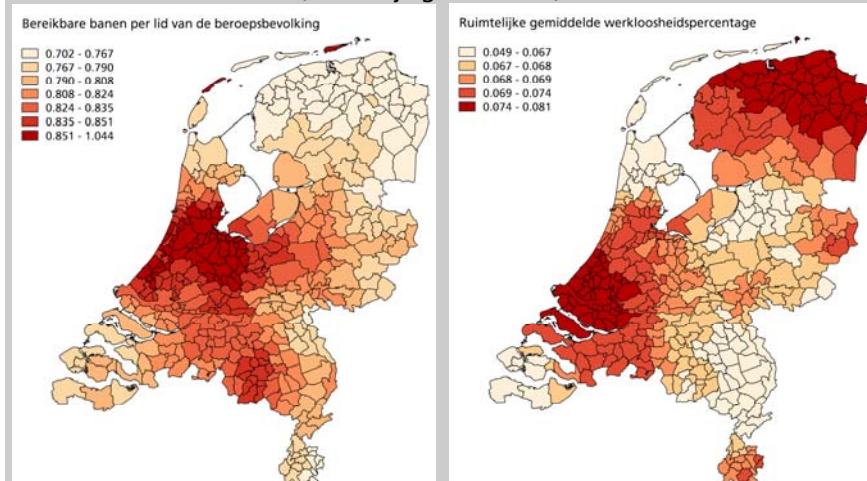 Bereikbare banen per lid van de beroepsbevolking
0.702 - 0.767
0.767 - 0.790
0.790 - 0.808
0.808 - 0.824
0.824 - 0.835
0.835 - 0.851
0.851 - 1.044
Ruimtelijke gemiddelde werkloosheidspercentage
0.049 - 0.067
0.067 - 0.068
0.068 - 0.069
0.069 - 0.074
0.074 - 0.081